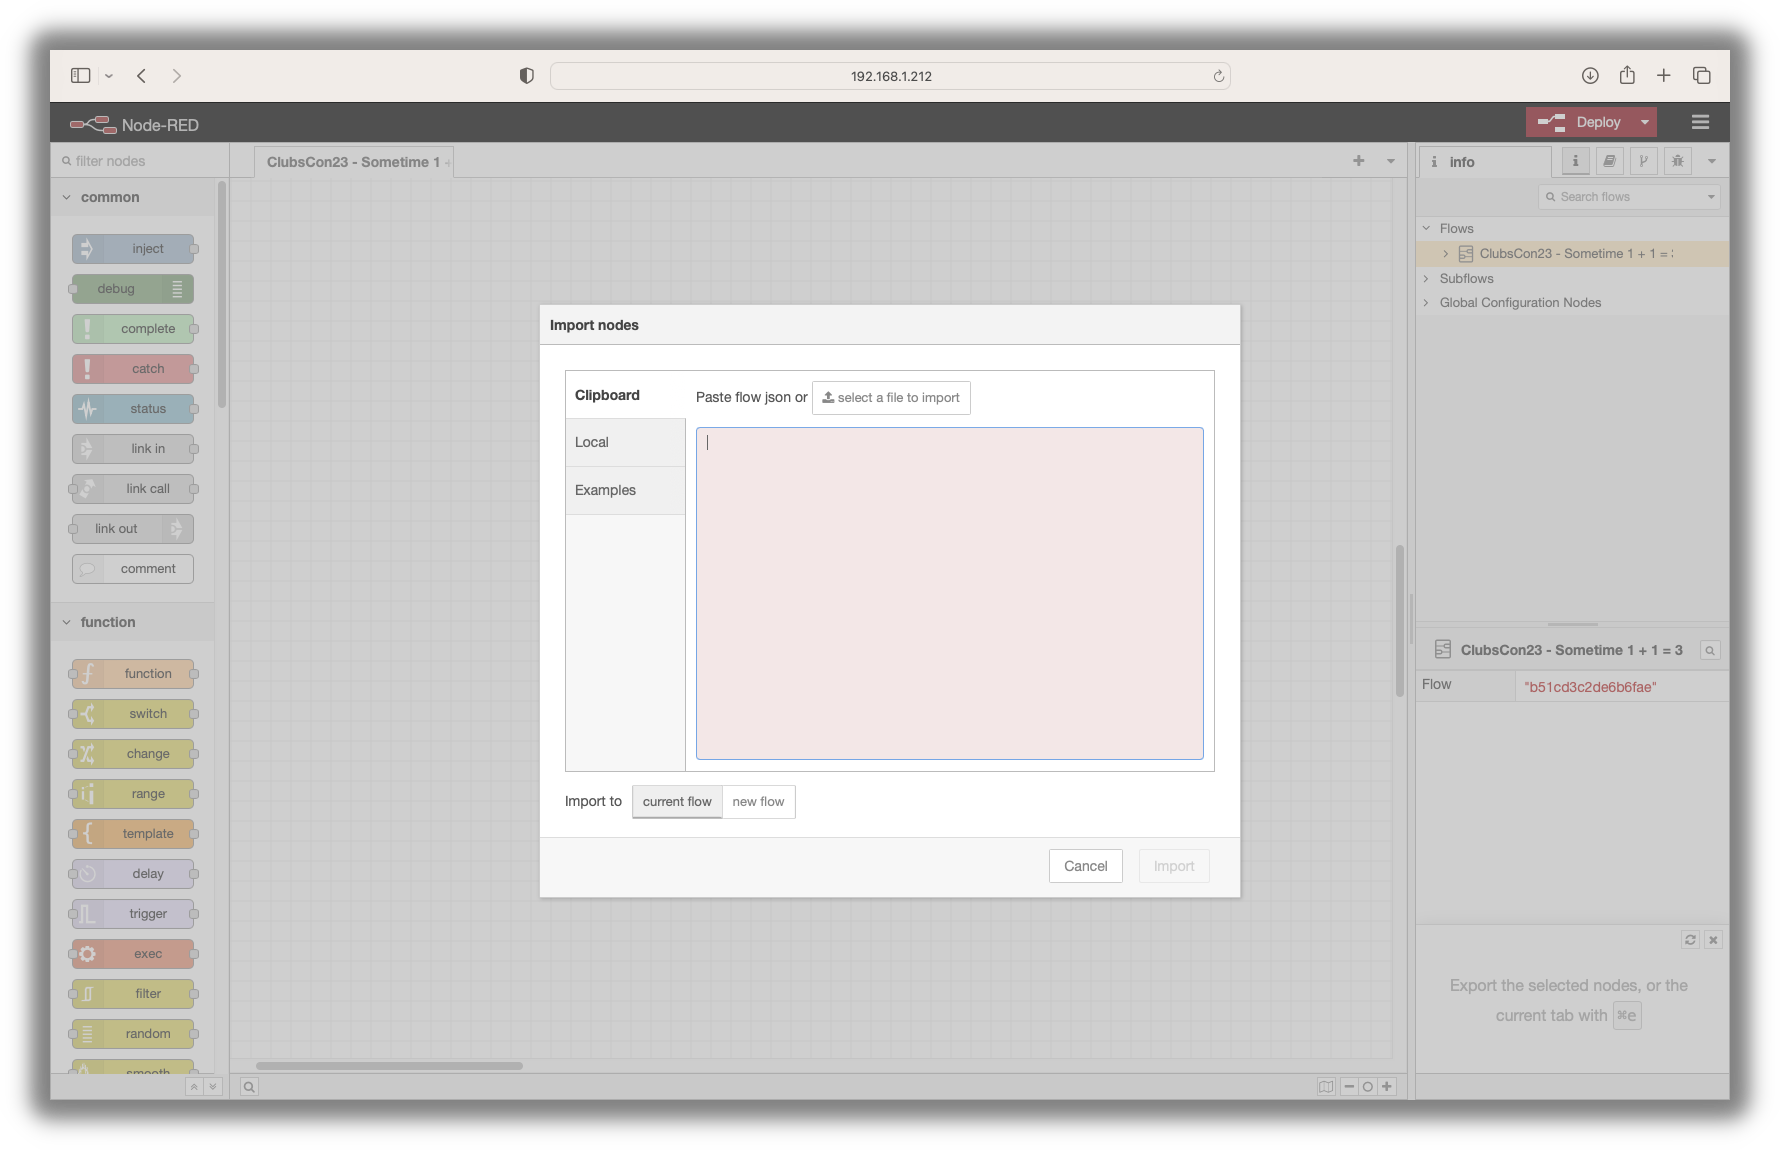 192.168.1.212
Node-RED
Deploy
filter nodes
ClubsCon23 - Sometime 1 +
info
Search flows
common
inject
debug
complete
catch
status
link in
link call
link out
comment
function
function
switch
change
range
template
delay
trigger
exec
filter
random
smooth
Import nodes
Clipboard
Local
Examples
Paste flow json or select a file to import
Import to current flow new flow
Cancel Import
Flows
ClubsCon23 - Sometime 1 + 1 = :
Subflows
Global Configuration Nodes
ClubsCon23 - Sometime 1 + 1 = 3
Flow "b51cd3c2de6b6fae"
Export the selected nodes, or the
current tab with ⌘e